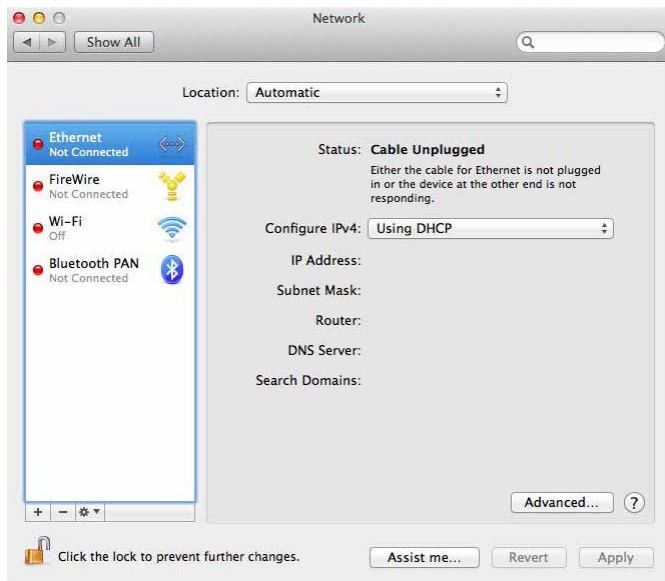 Network
Show All
Location: Automatic
Ethernet
Not Connected
FireWire
Not Connected
Wi-Fi
Off
Bluetooth PAN
Not Connected
Status: Cable Unplugged
Either the cable for Ethernet is not plugged
in or the device at the other end is not
responding.
Configure IPv4: Using DHCP
IP Address:
Subnet Mask:
Router:
DNS Server:
Search Domains:
Advanced... ?
+ −
Click the lock to prevent further changes.
Assist me... Revert Apply